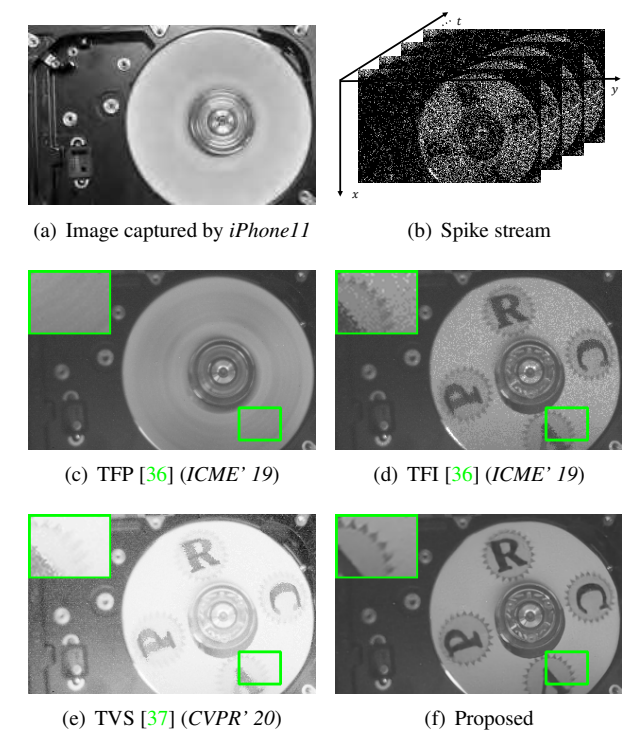 t
y
x
(a) Image captured by iPhone11
(b) Spike stream
R
C
P
(c) TFP [36] (ICME' 19)
(d) TFI [36] (ICME' 19)
R
C
P
R
C
P
(e) TVS [37] (CVPR' 20)
(f) Proposed